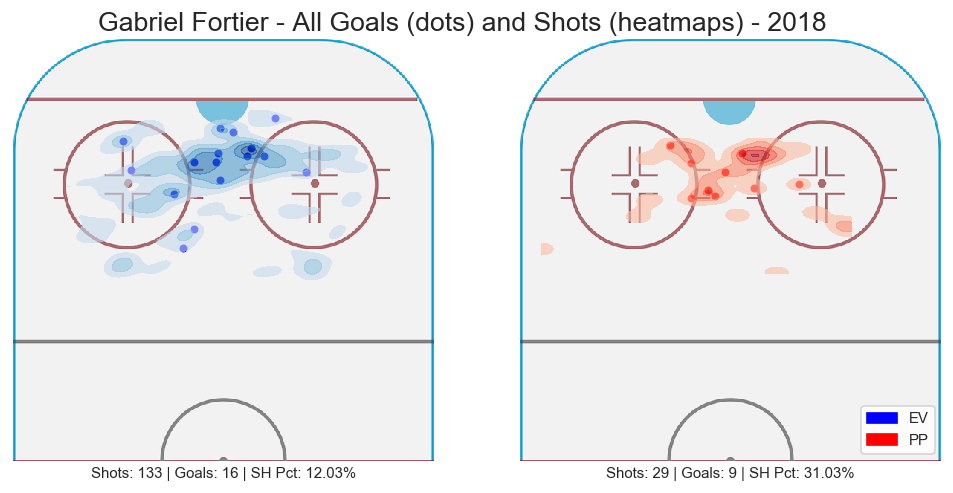 Gabriel Fortier - All Goals (dots) and Shots (heatmaps) - 2018
EV
PP
Shots: 133 | Goals: 16 | SH Pct: 12.03%
Shots: 29 | Goals: 9 | SH Pct: 31.03%